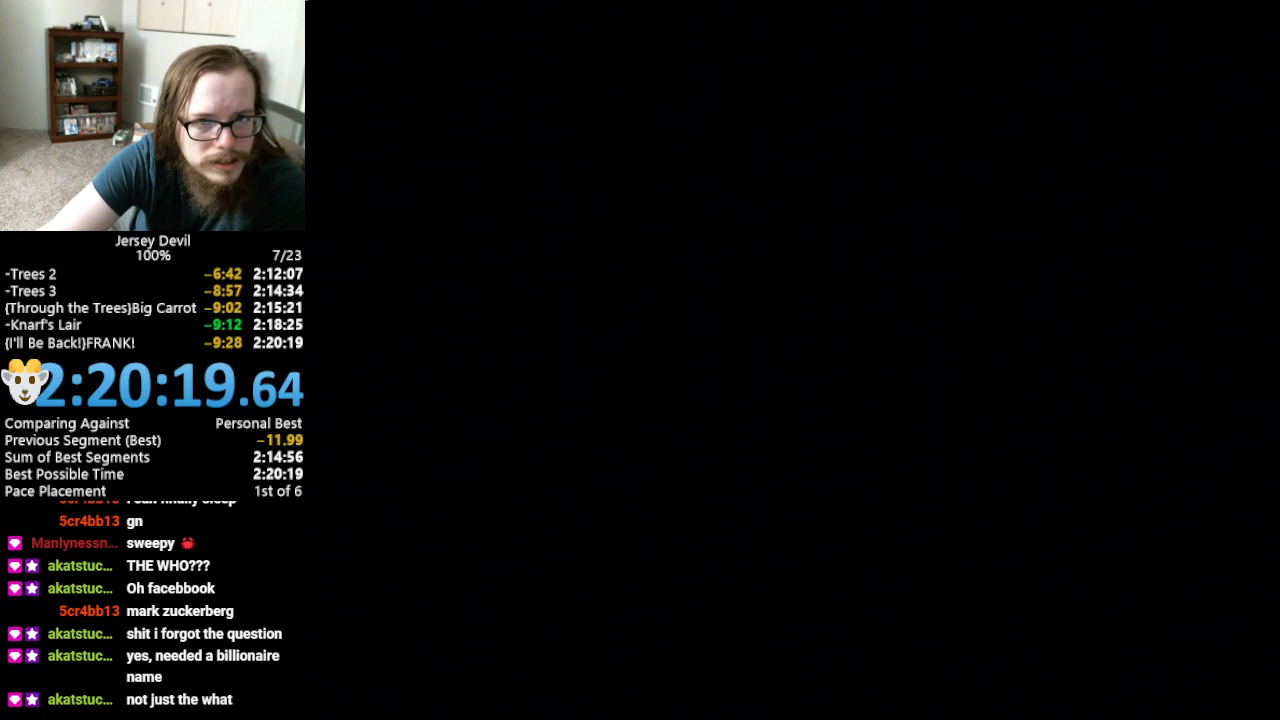 Jersey Devil
100% 7/23
-Trees 2 −6:42 2:12:07
-Trees 3 −8:57 2:14:34
{Through the Trees}Big Carrot −9:02 2:15:21
-Knarf's Lair −9:12 2:18:25
{I'll Be Back!}FRANK! −9:28 2:20:19
2:20:19.64
Comparing Against Personal Best
Previous Segment (Best) −11.99
Sum of Best Segments 2:14:56
Best Possible Time 2:20:19
Pace Placement 1st of 6
5cr4bb13 gn
Manlynessn... sweepy
akatstuc... THE WHO???
akatstuc... Oh facebbook
5cr4bb13 mark zuckerberg
akatstuc... shit i forgot the question
akatstuc... yes, needed a billionaire
name
akatstuc... not just the what